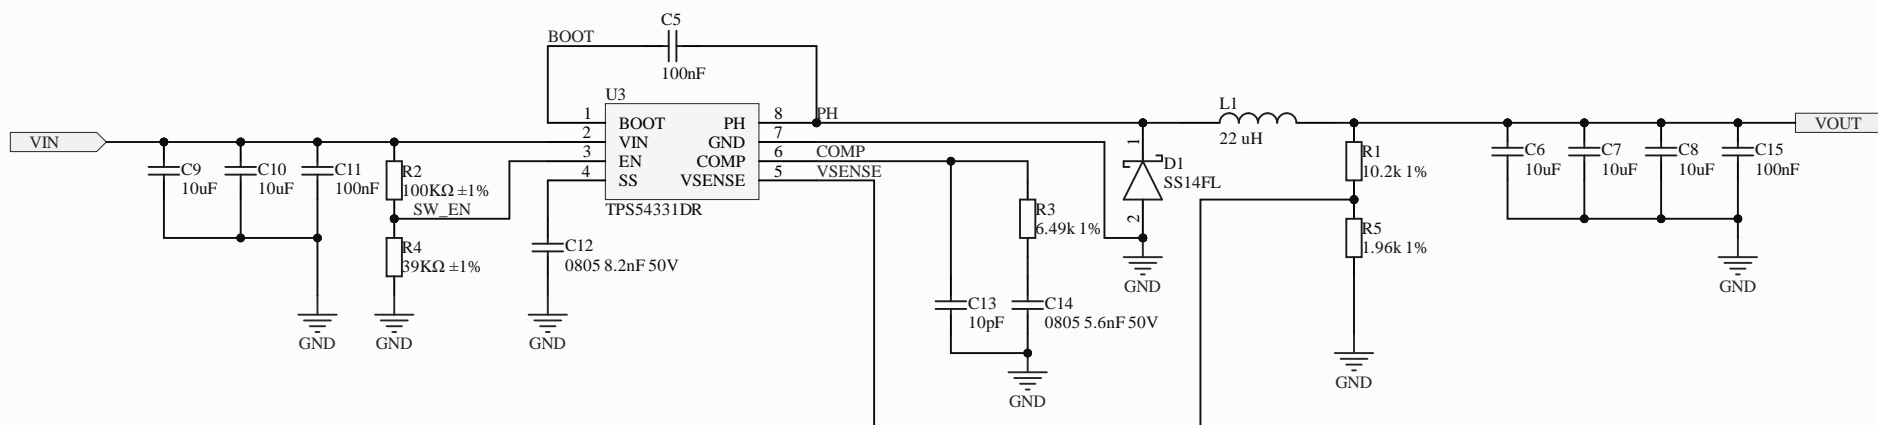 C5
BOOT
100nF
U3
1
BOOT
PH
8
PH
2
VIN
GND
7
3
EN
COMP
6
COMP
4
SS
VSENSE
5
VSENSE
TPS54331DR
VIN
C9
10uF
C10
10uF
C11
100nF
R2
100KΩ ±1%
SW_EN
R4
39KΩ ±1%
C12
0805 8.2nF 50V
GND
GND
GND
R3
6.49k 1%
C13
10pF
C14
0805 5.6nF 50V
GND
1
D1
SS14FL
2
GND
L1
22 uH
R1
10.2k 1%
R5
1.96k 1%
GND
C6
10uF
C7
10uF
C8
10uF
C15
100nF
GND
VOUT